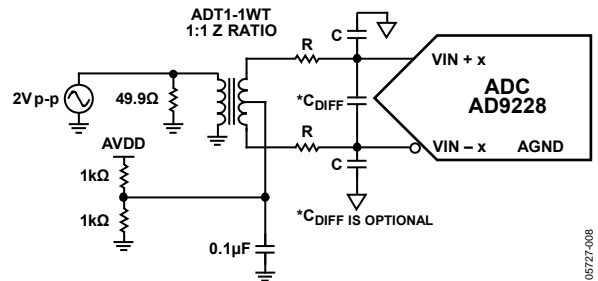 ADT1-1WT
1:1 Z RATIO
C
R
VIN + x
2V p-p
49.9Ω
*CDIFF
ADC
AD9228
AVDD
R
VIN – x AGND
1kΩ
C
1kΩ
*CDIFF IS OPTIONAL
0.1µF
05727-008